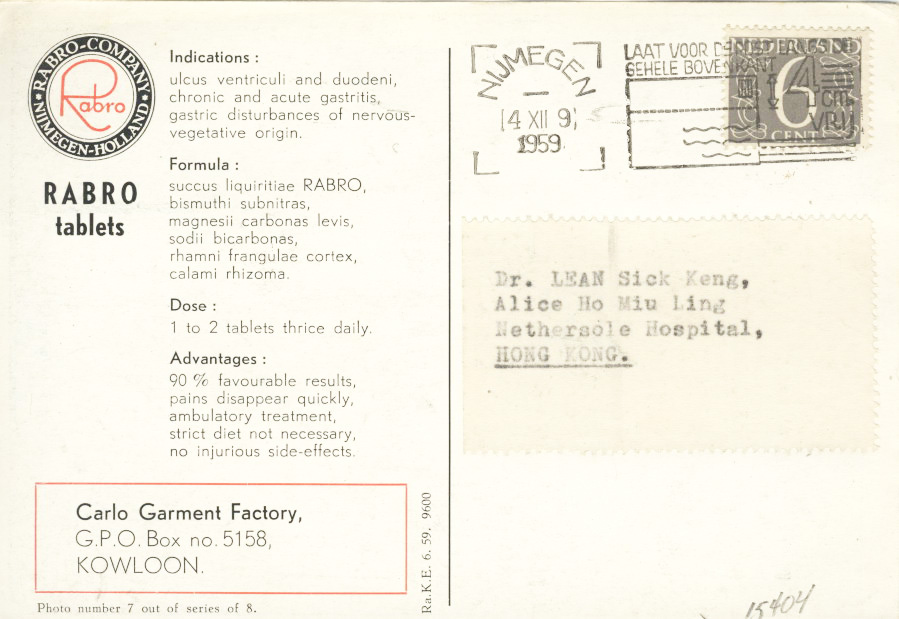 RABRO-COMPANY
NIJMEGEN-HOLLAND
Rabro
RABRO
tablets
Indications :
ulcus ventriculi and duodeni,
chronic and acute gastritis,
gastric disturbances of nervous-
vegetative origin.
Formula :
succus liquiritiae RABRO,
bismuthi subnitras,
magnesii carbonas levis,
sodii bicarbonas,
rhamni frangulae cortex,
calami rhizoma.
Dose :
1 to 2 tablets thrice daily.
Advantages :
90 % favourable results,
pains disappear quickly,
ambulatory treatment,
strict diet not necessary,
no injurious side-effects.
Carlo Garment Factory,
G.P.O. Box no. 5158,
KOWLOON.
Photo number 7 out of series of 8.
Ra.K.E. 6. 59. 9600
NIJMEGEN
14 XII 9
1959
LAAT VOOR
GEHELE BOVENKANT
4 cm
VRIJ
NEDERLAND
6
CENT
Dr. LEAN Sick Keng,
Alice Ho Miu Ling
Nethersole Hospital,
HONG KONG.
15404